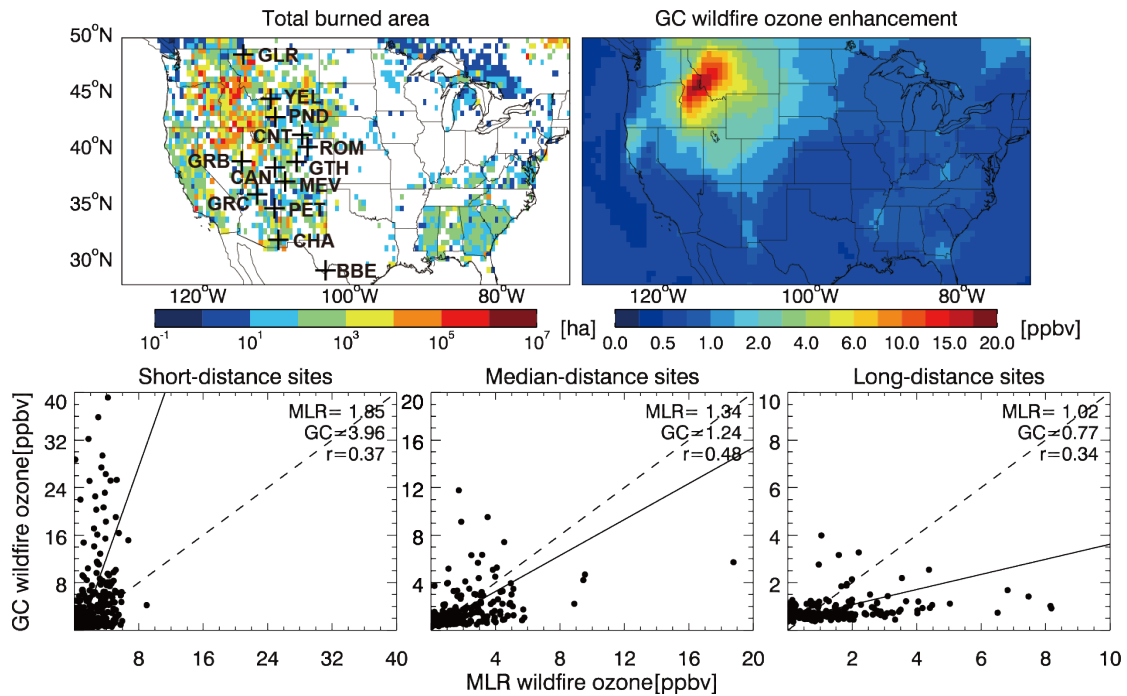 Total burned area
GC wildfire ozone enhancement
50°N
45°N
40°N
35°N
30°N
GLR
YEL
PND
CNT
ROM
GRB
GTH
CAN
MEV
GRC
PET
CHA
BBE
120°W 100°W 80°W
120°W 100°W 80°W
10-1 101 103 105 107 [ha]
0.0 0.5 1.0 2.0 4.0 6.0 10.0 15.0 20.0 [ppbv]
Short-distance sites
Median-distance sites
Long-distance sites
GC wildfire ozone[ppbv]
40
32
24
16
8
MLR= 1.85
GC=3.96
r=0.37
8 16 24 32 40
20
16
12
8
4
MLR= 1.34
GC=1.24
r=0.48
4 8 12 16 20
10
8
6
4
2
MLR= 1.02
GC=0.77
r=0.34
2 4 6 8 10
MLR wildfire ozone[ppbv]